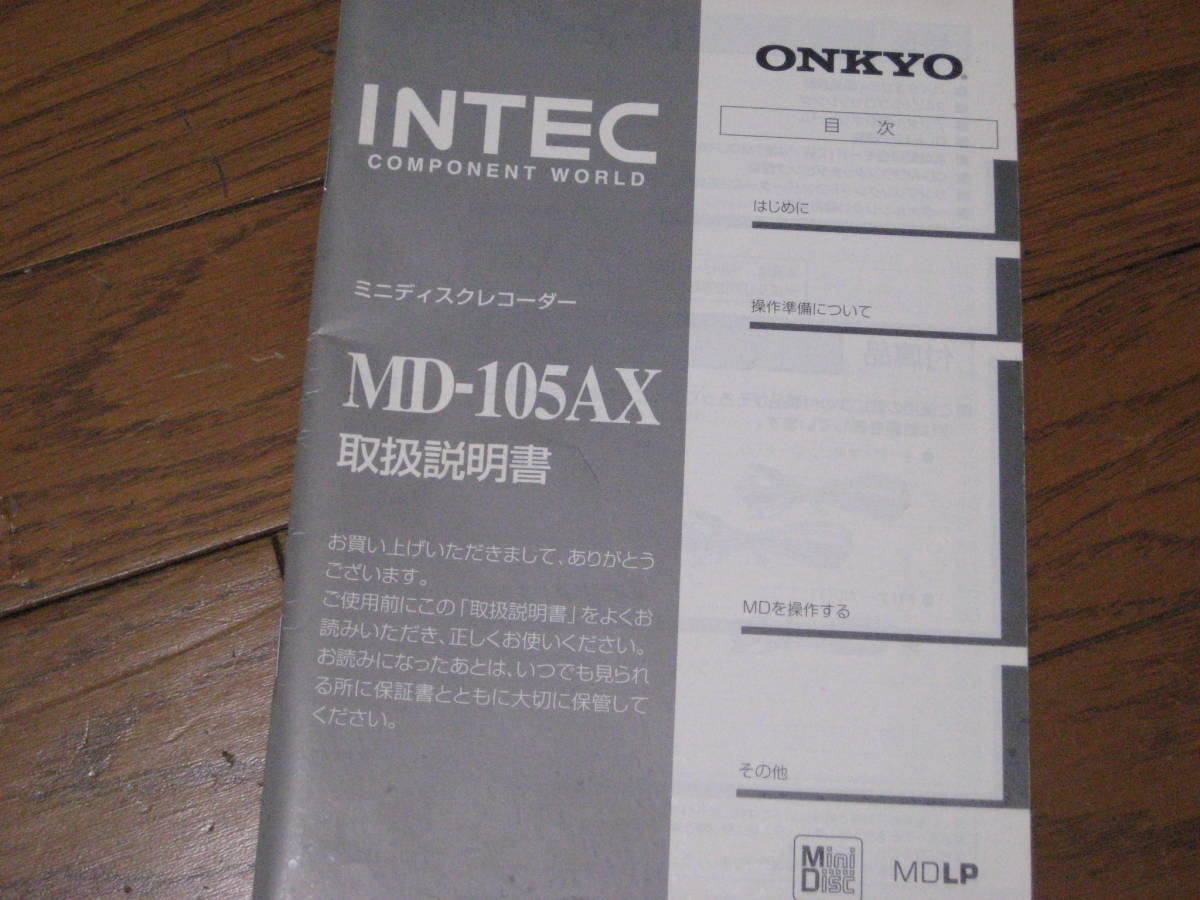 INTEC
COMPONENT WORLD
ミニディスクレコーダー
MD-105AX
取扱説明書
お買い上げいただきまして、ありがとう
ございます。
ご使用前にこの「取扱説明書」をよくお
読みいただき、正しくお使いください。
お読みになったあとは、いつでも見られ
る所に保証書とともに大切に保管して
ください。
ONKYO
目 次
はじめに
操作準備について
MDを操作する
その他
Mini
Disc
MDLP
付属品